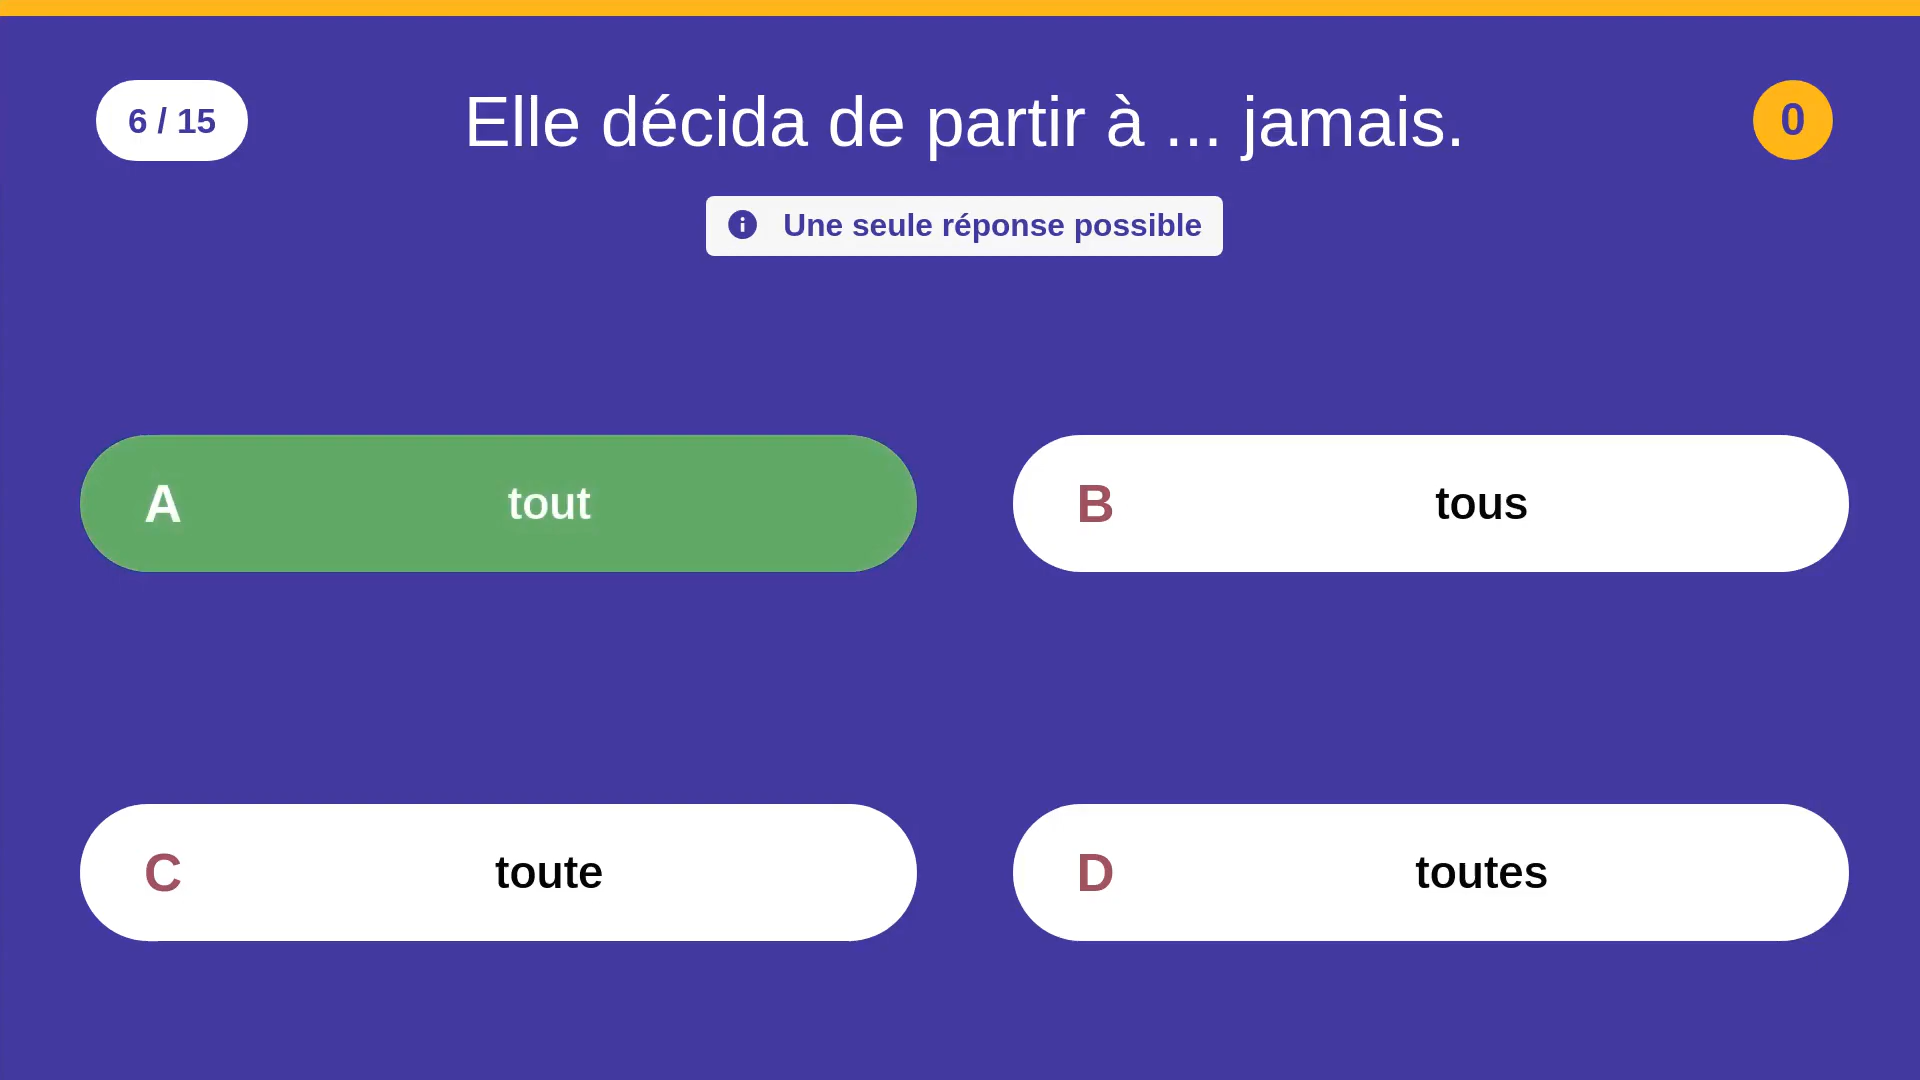 6 / 15
Elle décida de partir à ... jamais.
0
Une seule réponse possible
A
tout
B
tous
C
toute
D
toutes